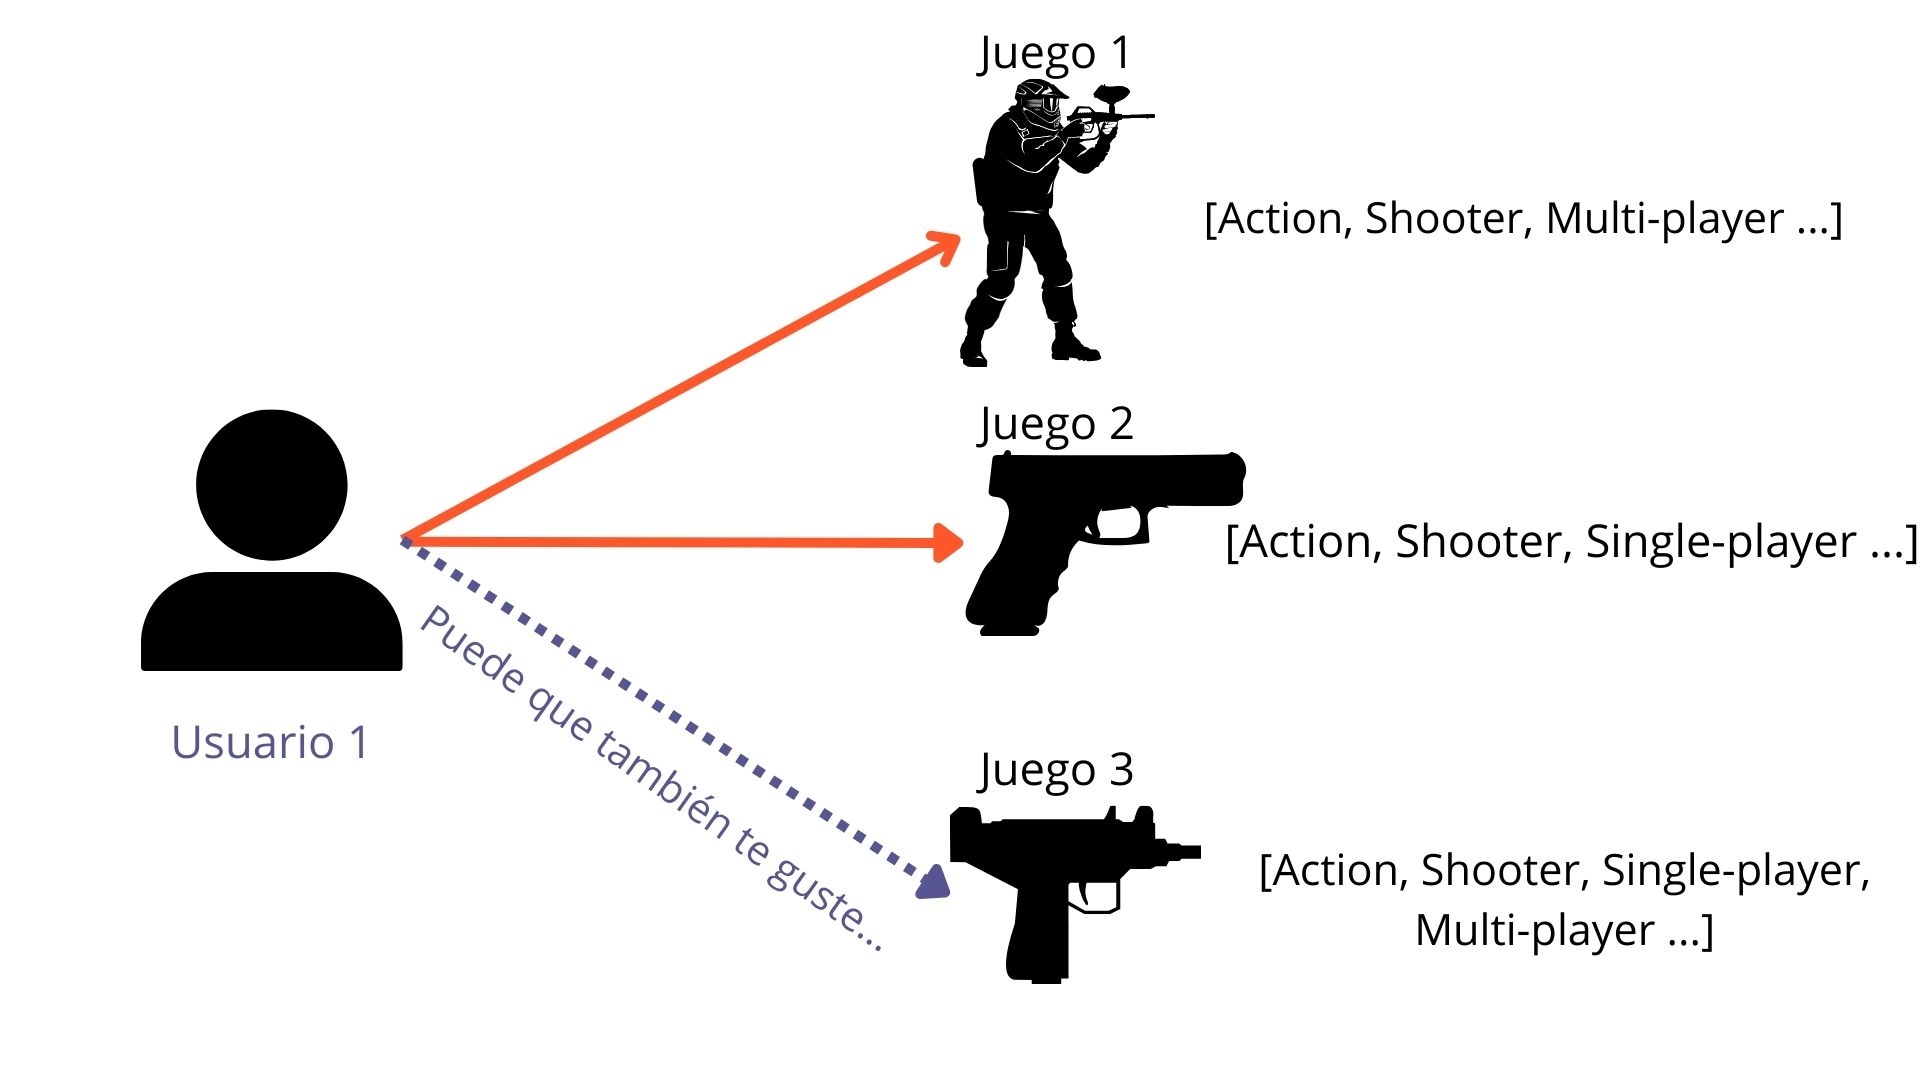 Juego 1
[Action, Shooter, Multi-player ...]
Juego 2
[Action, Shooter, Single-player ...]
Puede que también te guste...
Usuario 1
Juego 3
[Action, Shooter, Single-player,
Multi-player ...]